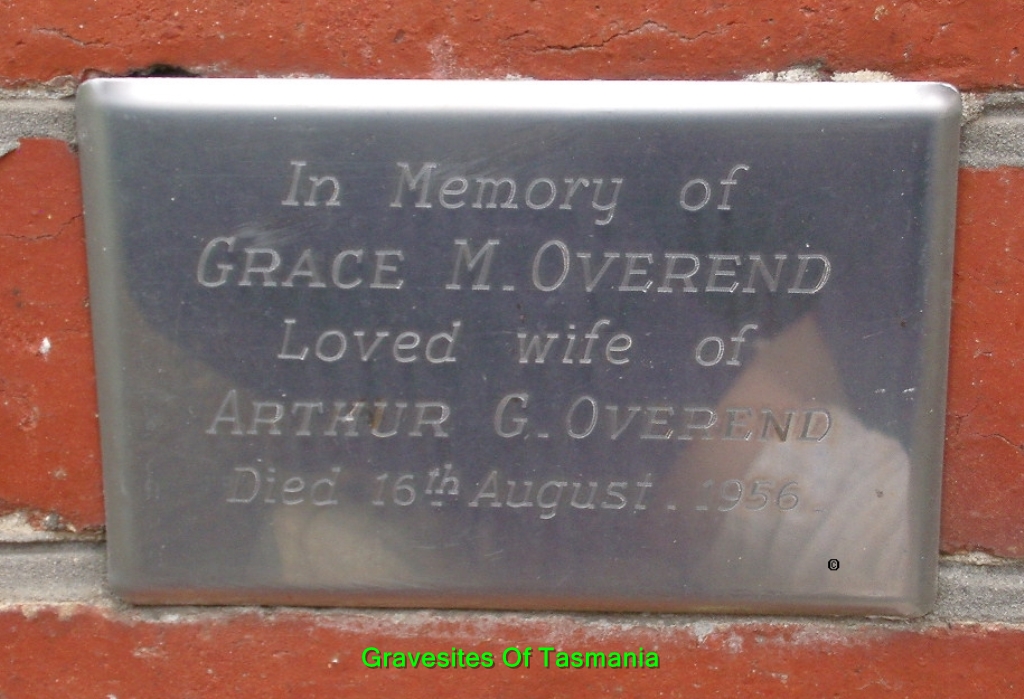 In Memory of
GRACE M. OVEREND
Loved wife of
ARTHUR G. OVEREND
Died 16th August. 1956.
©
Gravesites Of Tasmania